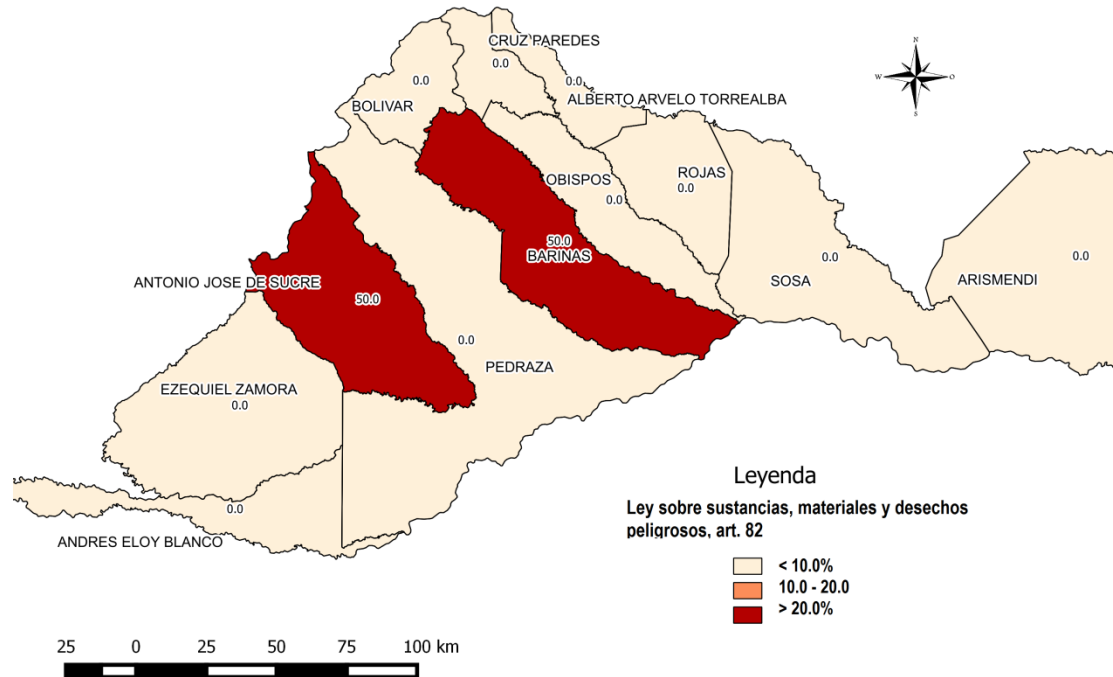 CRUZ PAREDES
0.0
0.0
0.0
ALBERTO ARVELO TORREALBA
BOLIVAR
N
W
O
S
OBISPOS
0.0
ROJAS
0.0
50.0
BARINAS
0.0
SOSA
0.0
ARISMENDI
ANTONIO JOSE DE SUCRE
50.0
0.0
PEDRAZA
EZEQUIEL ZAMORA
0.0
0.0
ANDRES ELOY BLANCO
Leyenda
Ley sobre sustancias, materiales y desechos
peligrosos, art. 82
< 10.0%
10.0 - 20.0
> 20.0%
25 0 25 50 75 100 km